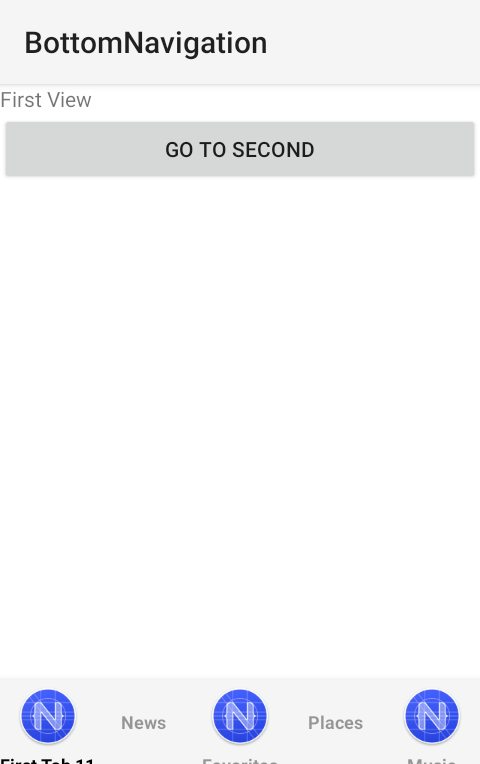 BottomNavigation
First View
GO TO SECOND
News
Places
First Tab 11
Favorites
Music